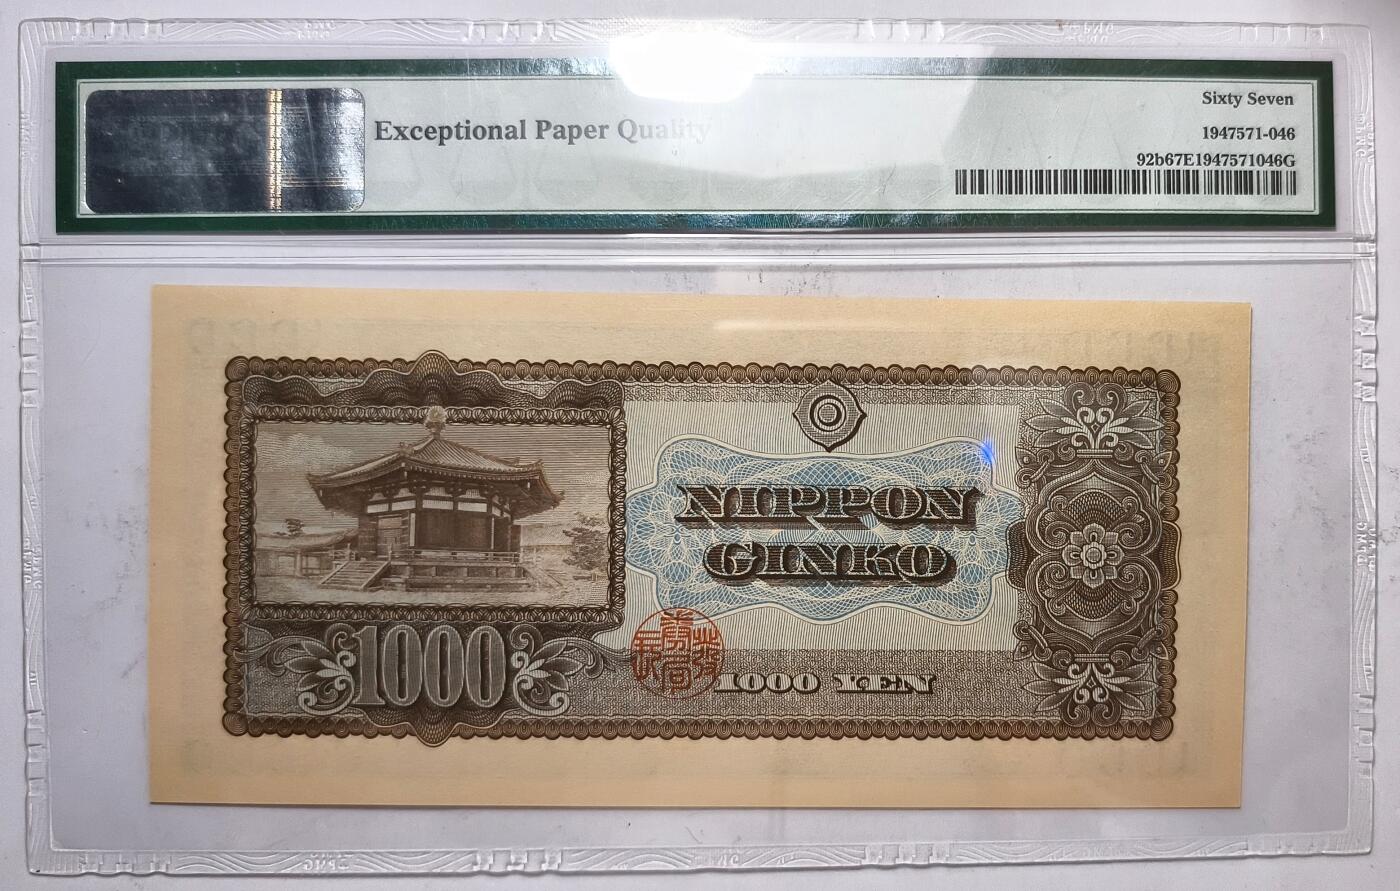 Exceptional Paper Quality
Sixty Seven
1947571-046
92b67E1947571046G
NIPPON
GINKO
1000
1000 YEN